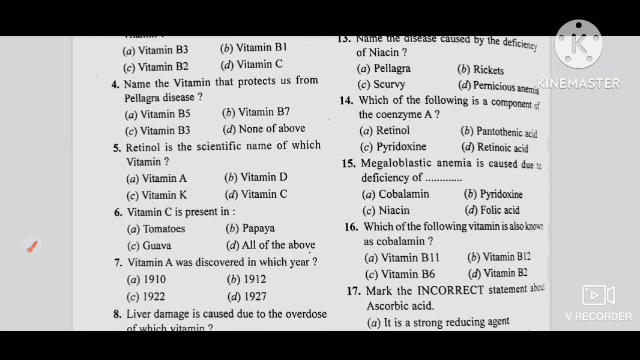 (a) Vitamin B3 (b) Vitamin B1
(c) Vitamin B2 (d) Vitamin C
4. Name the Vitamin that protects us from
Pellagra disease ?
(a) Vitamin B5 (b) Vitamin B7
(c) Vitamin B3 (d) None of above
5. Retinol is the scientific name of which
Vitamin ?
(a) Vitamin A (b) Vitamin D
(c) Vitamin K (d) Vitamin C
6. Vitamin C is present in :
(a) Tomatoes (b) Papaya
(c) Guava (d) All of the above
7. Vitamin A was discovered in which year ?
(a) 1910 (b) 1912
(c) 1922 (d) 1927
8. Liver damage is caused due to the overdose
of which vitamin ?
13. Name the disease caused by the deficiency
of Niacin ?
(a) Pellagra (b) Rickets
(c) Scurvy (d) Pernicious anemia
14. Which of the following is a component of
the coenzyme A ?
(a) Retinol (b) Pantothenic acid
(c) Pyridoxine (d) Retinoic acid
15. Megaloblastic anemia is caused due to
deficiency of .............
(a) Cobalamin (b) Pyridoxine
(c) Niacin (d) Folic acid
16. Which of the following vitamin is also known
as cobalamin ?
(a) Vitamin B11 (b) Vitamin B12
(c) Vitamin B6 (d) Vitamin B2
17. Mark the INCORRECT statement about
Ascorbic acid.
(a) It is a strong reducing agent
K
KINEMASTER
V RECORDER